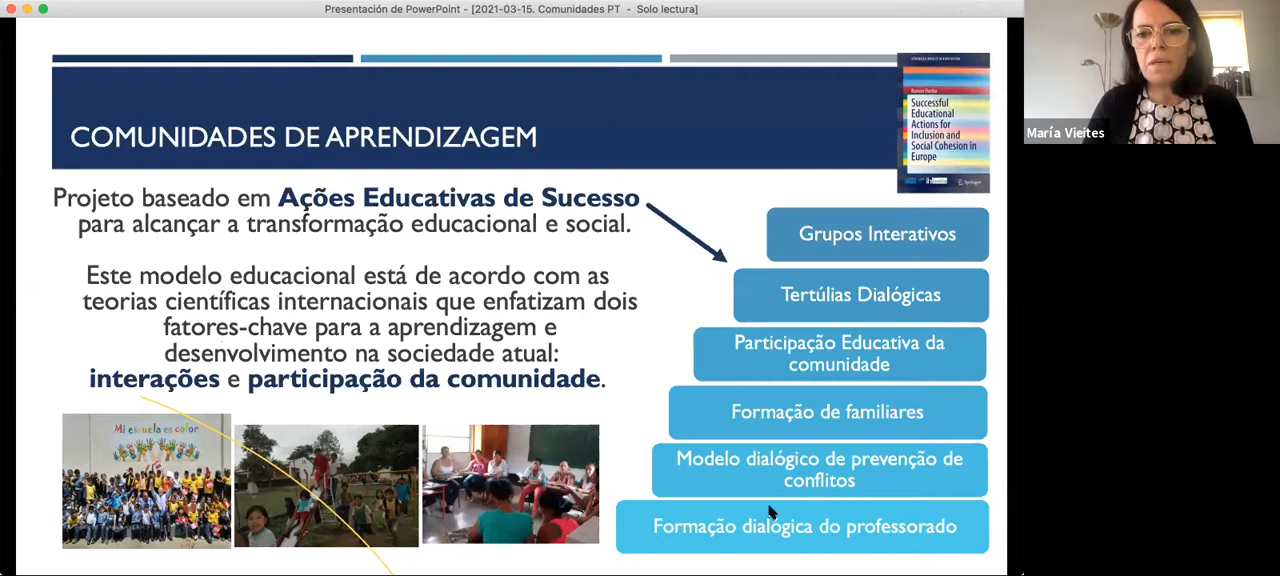 Presentación de PowerPoint - [2021-03-15. Comunidades PT - Solo lectura]
María Vieites
COMUNIDADES DE APRENDIZAGEM
Ramon Flecha
Successful
Educational
Actions for
Inclusion and
Social Cohesion in
Europe
Springer
Projeto baseado em Ações Educativas de Sucesso
para alcançar a transformação educacional e social.
Este modelo educacional está de acordo com as
teorias científicas internacionais que enfatizam dois
fatores-chave para a aprendizagem e
desenvolvimento na sociedade atual:
interações e participação da comunidade.
Grupos Interativos
Tertúlias Dialógicas
Participação Educativa da
comunidade
Formação de familiares
Modelo dialógico de prevenção de
conflitos
Formação dialógica do professorado
Mi escuela es color